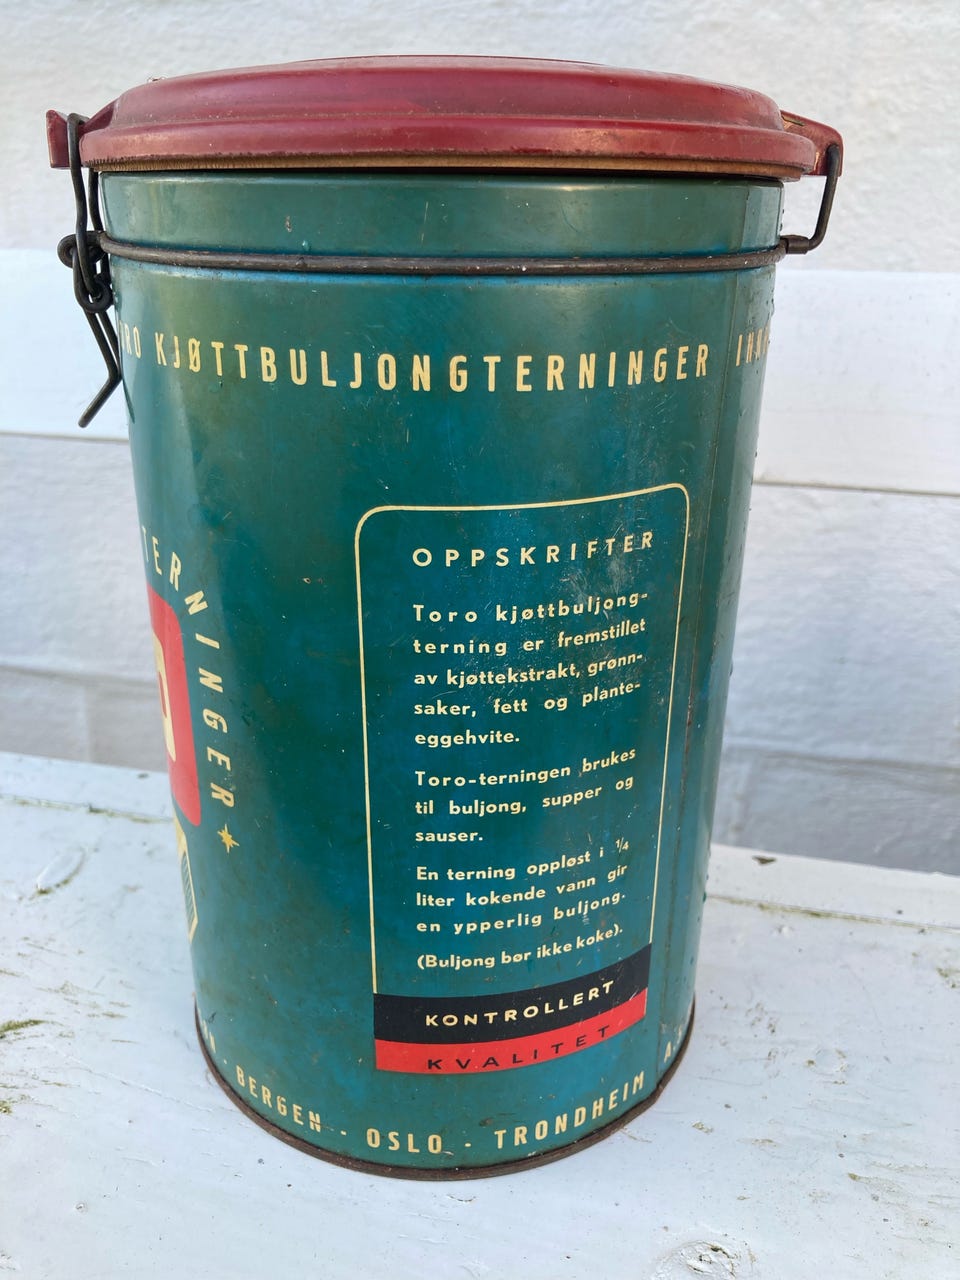 KJØTTBULJONGTERNINGER
TERNINGER
OPPSKRIFTER
Toro kjøttbuljong-
terning er fremstillet
av kjøttekstrakt, grønn-
saker, fett og plante-
eggehvite.
Toro-terningen brukes
til buljong, supper og
sauser.
En terning oppløst i ¼
liter kokende vann gir
en ypperlig buljong.
(Buljong bør ikke koke).
KONTROLLERT
KVALITET
BERGEN - OSLO - TRONDHEIM